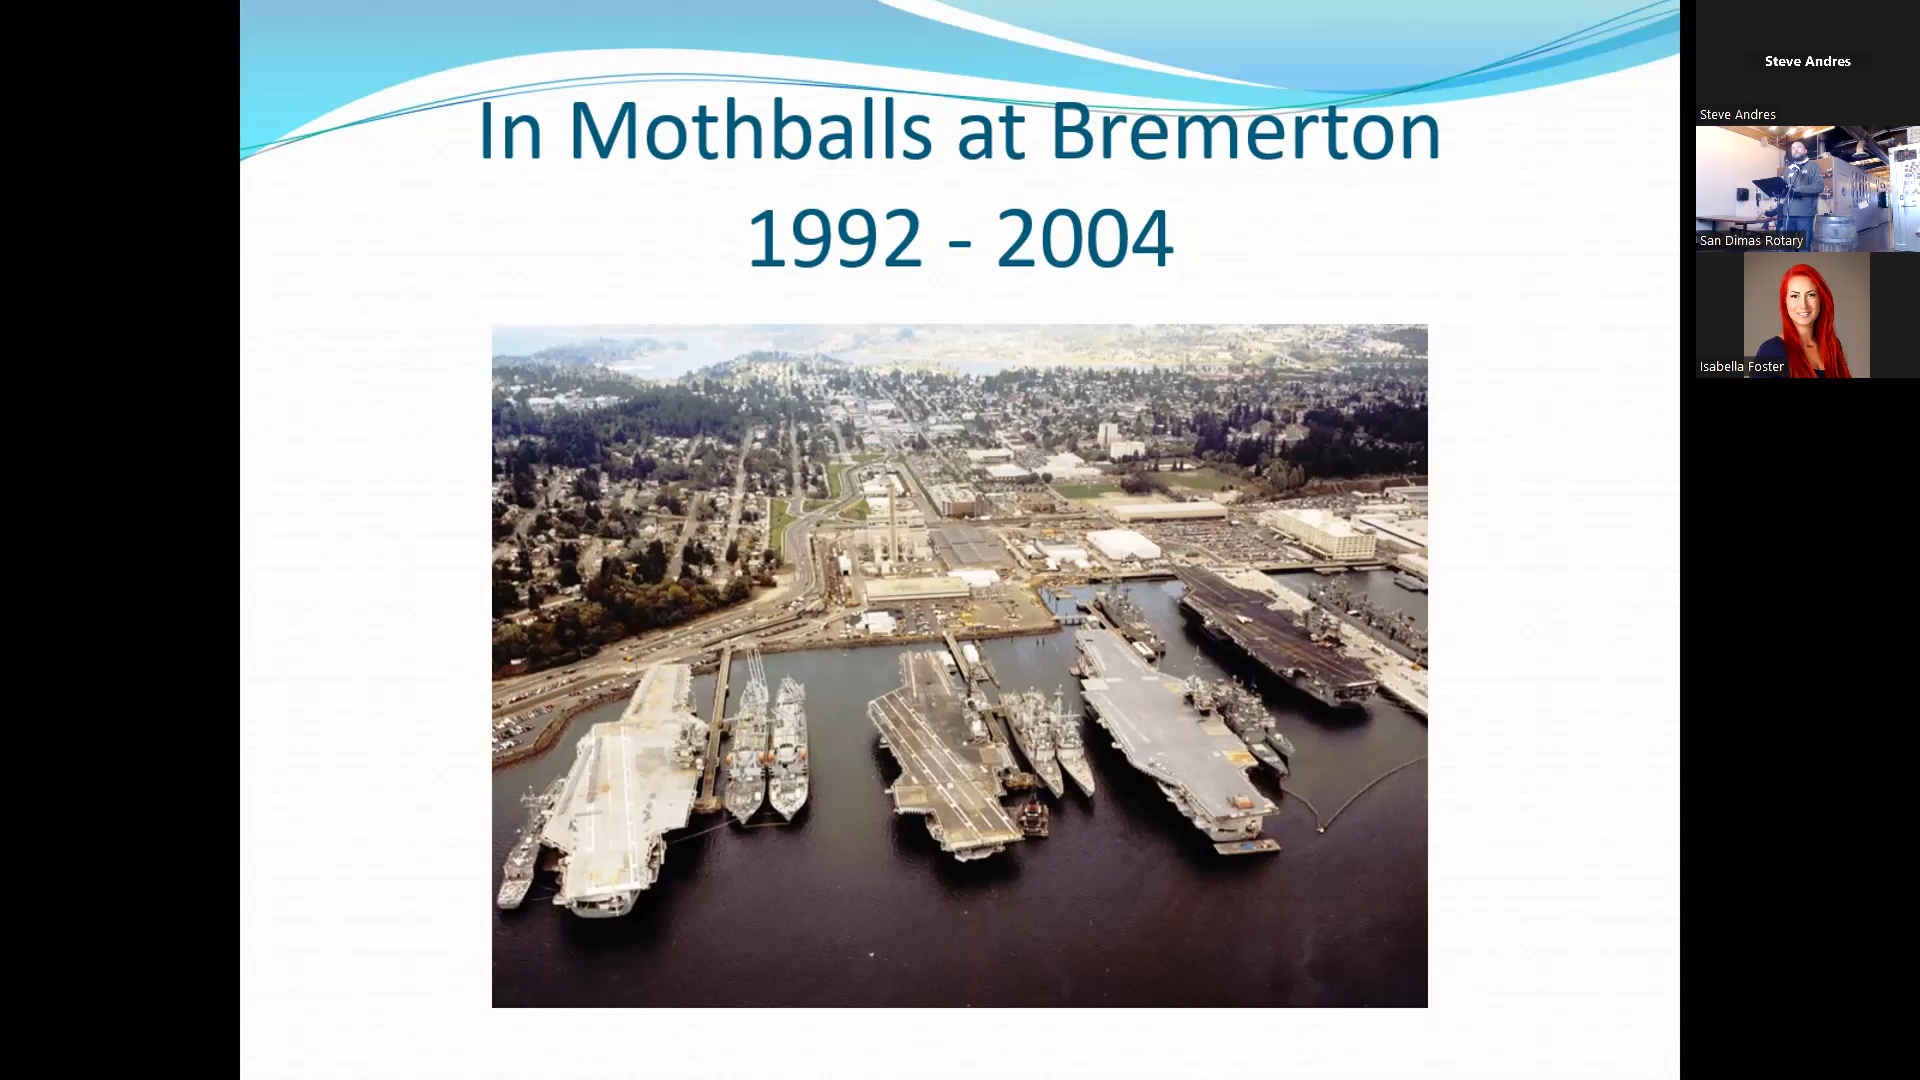 In Mothballs at Bremerton
1992 - 2004
Steve Andres
Steve Andres
San Dimas Rotary
Isabella Foster